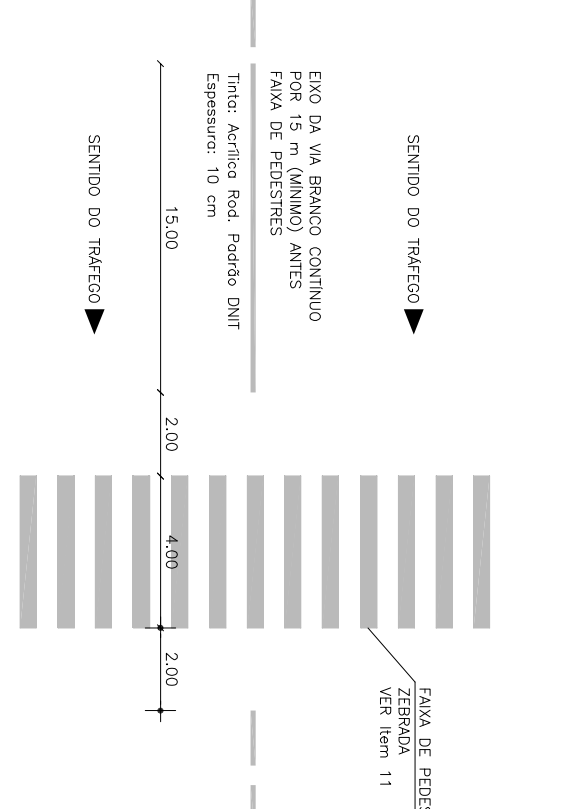 SENTIDO DO TRÁFEGO
EIXO DA VIA BRANCO CONTÍNUO
POR 15 m (MÍNIMO) ANTES
FAIXA DE PEDESTRES
Tinta: Acrílica Rod. Padrão DNIT
Espessura: 10 cm
15.00
2.00
4.00
2.00
SENTIDO DO TRÁFEGO
FAIXA DE
ZEBRADA
VER Item 11